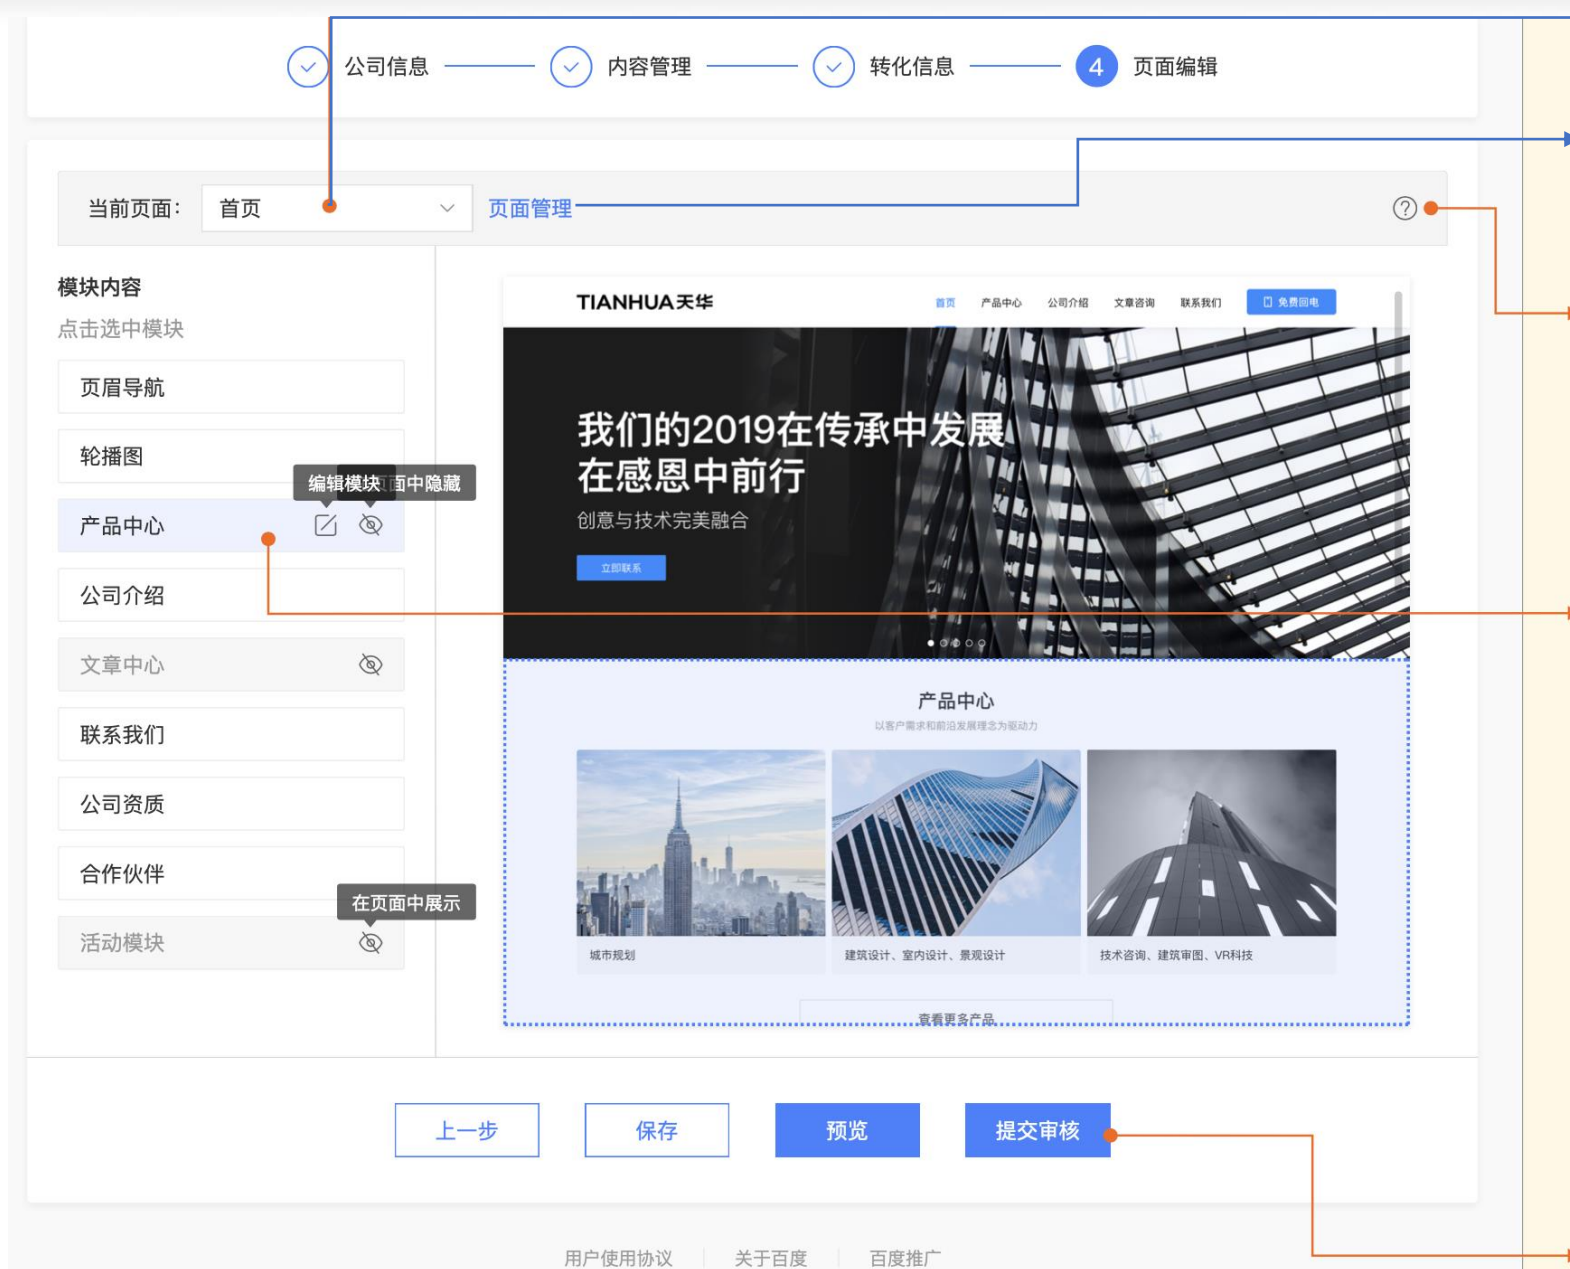 公司信息
内容管理
转化信息
4
页面编辑
当前页面：
首页
页面管理
?
模块内容
点击选中模块
页眉导航
轮播图
编辑模块
页面中隐藏
产品中心
公司介绍
文章中心
联系我们
公司资质
合作伙伴
在页面中展示
活动模块
TIANHUA天华
首页
产品中心
公司介绍
文章咨询
联系我们
免费回电
我们的2019在传承中发展
在感恩中前行
创意与技术完美融合
立即联系
产品中心
以客户需求和前沿发展理念为驱动力
城市规划
建筑设计、室内设计、景观设计
技术咨询、建筑审图、VR科技
查看更多产品
上一步
保存
预览
提交审核
用户使用协议
关于百度
百度推广